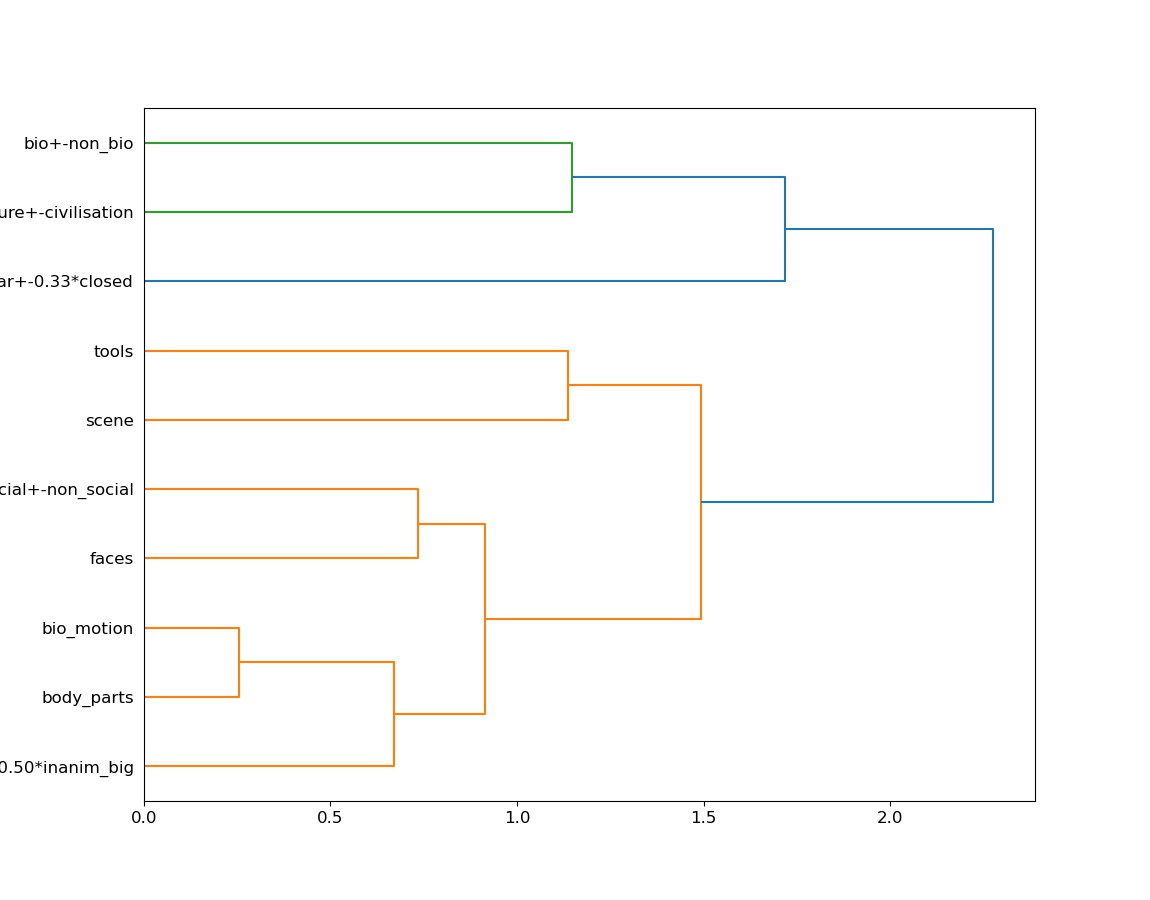 bio+-non_bio
ure+-civilisation
ar+-0.33*closed
tools
scene
cial+-non_social
faces
bio_motion
body_parts
0.50*inanim_big
0.0 0.5 1.0 1.5 2.0